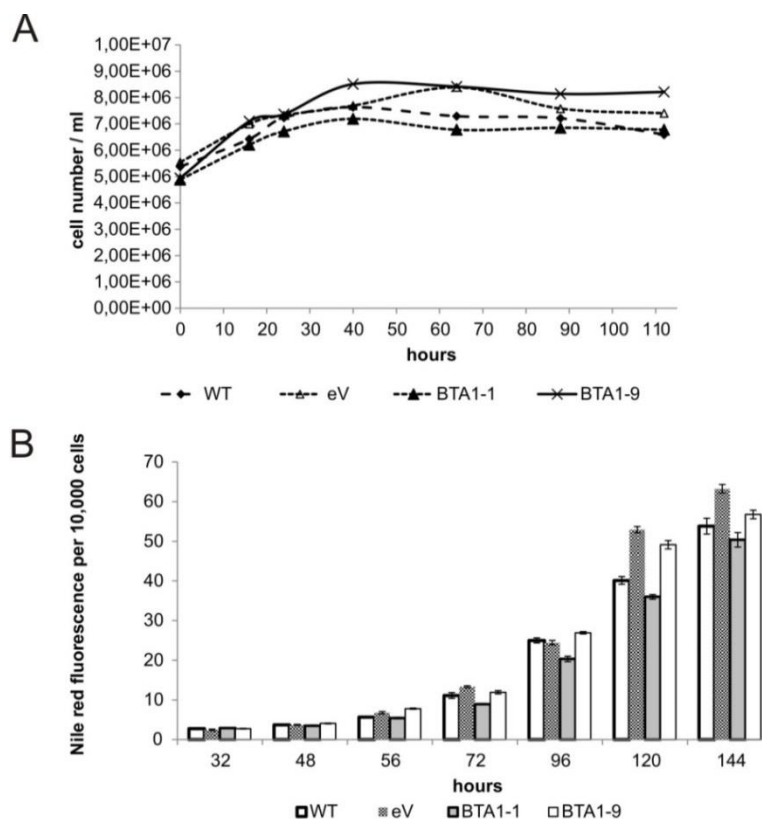 A
1,00E+07
9,00E+06
8,00E+06
7,00E+06
6,00E+06
5,00E+06
4,00E+06
3,00E+06
2,00E+06
1,00E+06
0,00E+00
cell number / ml
0 10 20 30 40 50 60 70 80 90 100 110
hours
WT eV BTA1-1 BTA1-9
B
70
60
50
40
30
20
10
0
Nile red fluorescence per 10,000 cells
32 48 56 72 96 120 144
hours
WT eV BTA1-1 BTA1-9